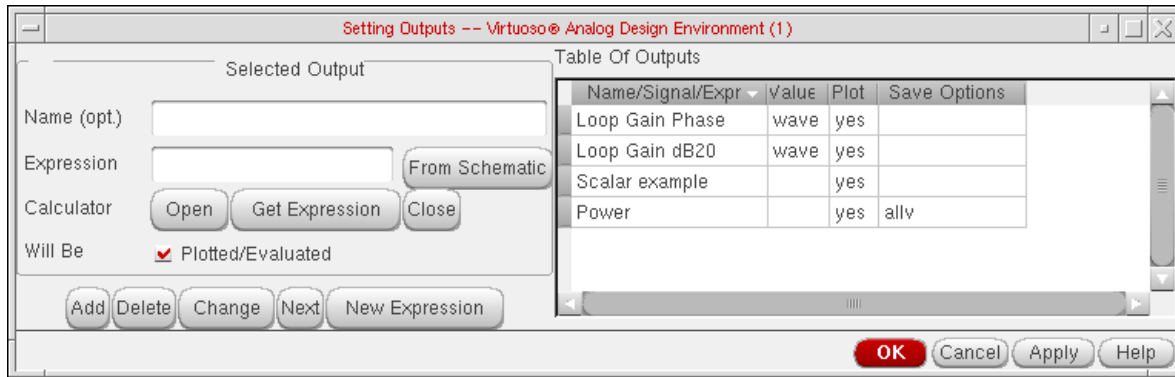 Setting Outputs -- Virtuoso® Analog Design Environment (1)
Selected Output
Name (opt.)
Expression
From Schematic
Calculator
Open
Get Expression
Close
Will Be
Plotted/Evaluated
Add
Delete
Change
Next
New Expression
Table Of Outputs
Name/Signal/Expr Value Plot Save Options
Loop Gain Phase wave yes
Loop Gain dB20 wave yes
Scalar example yes
Power yes allv
OK
Cancel
Apply
Help